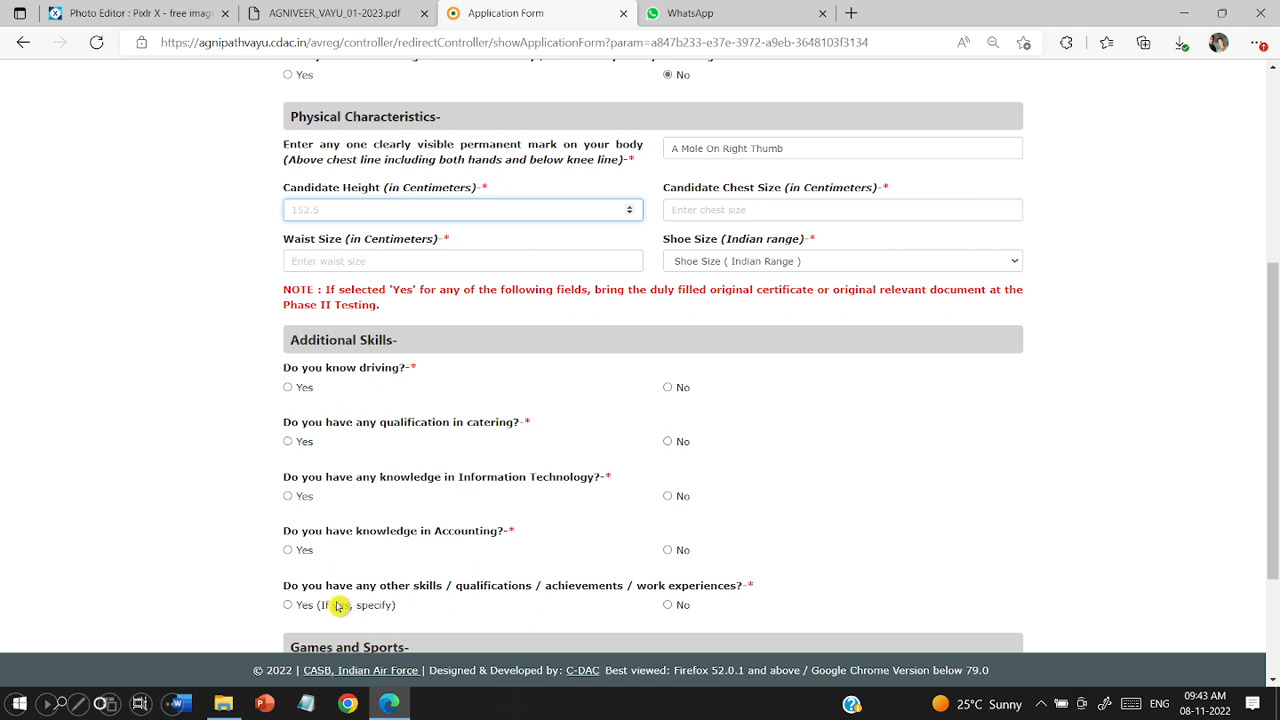 Photo Editor : Pixlr X - free imag
AGNIVEER_VAYU_01-2023.pdf
Application Form
WhatsApp
https://agnipathvayu.cdac.in/avreg/controller/redirectController/showApplicationForm?param=a847b233-e37e-3972-a9eb-3648103f3134
Yes No
Physical Characteristics-
Enter any one clearly visible permanent mark on your body
(Above chest line including both hands and below knee line)-*
A Mole On Right Thumb
Candidate Height (in Centimeters)-* Candidate Chest Size (in Centimeters)-*
152.5 Enter chest size
Waist Size (in Centimeters)-* Shoe Size (Indian range)-*
Enter waist size Shoe Size ( Indian Range )
NOTE : If selected 'Yes' for any of the following fields, bring the duly filled original certificate or original relevant document at the
Phase II Testing.
Additional Skills-
Do you know driving?-*
Yes No
Do you have any qualification in catering?-*
Yes No
Do you have any knowledge in Information Technology?-*
Yes No
Do you have knowledge in Accounting?-*
Yes No
Do you have any other skills / qualifications / achievements / work experiences?-*
Yes (If yes, specify) No
Games and Sports-
© 2022 | CASB, Indian Air Force | Designed & Developed by: C-DAC Best viewed: Firefox 52.0.1 and above / Google Chrome Version below 79.0
25°C Sunny
ENG
09:43 AM
08-11-2022